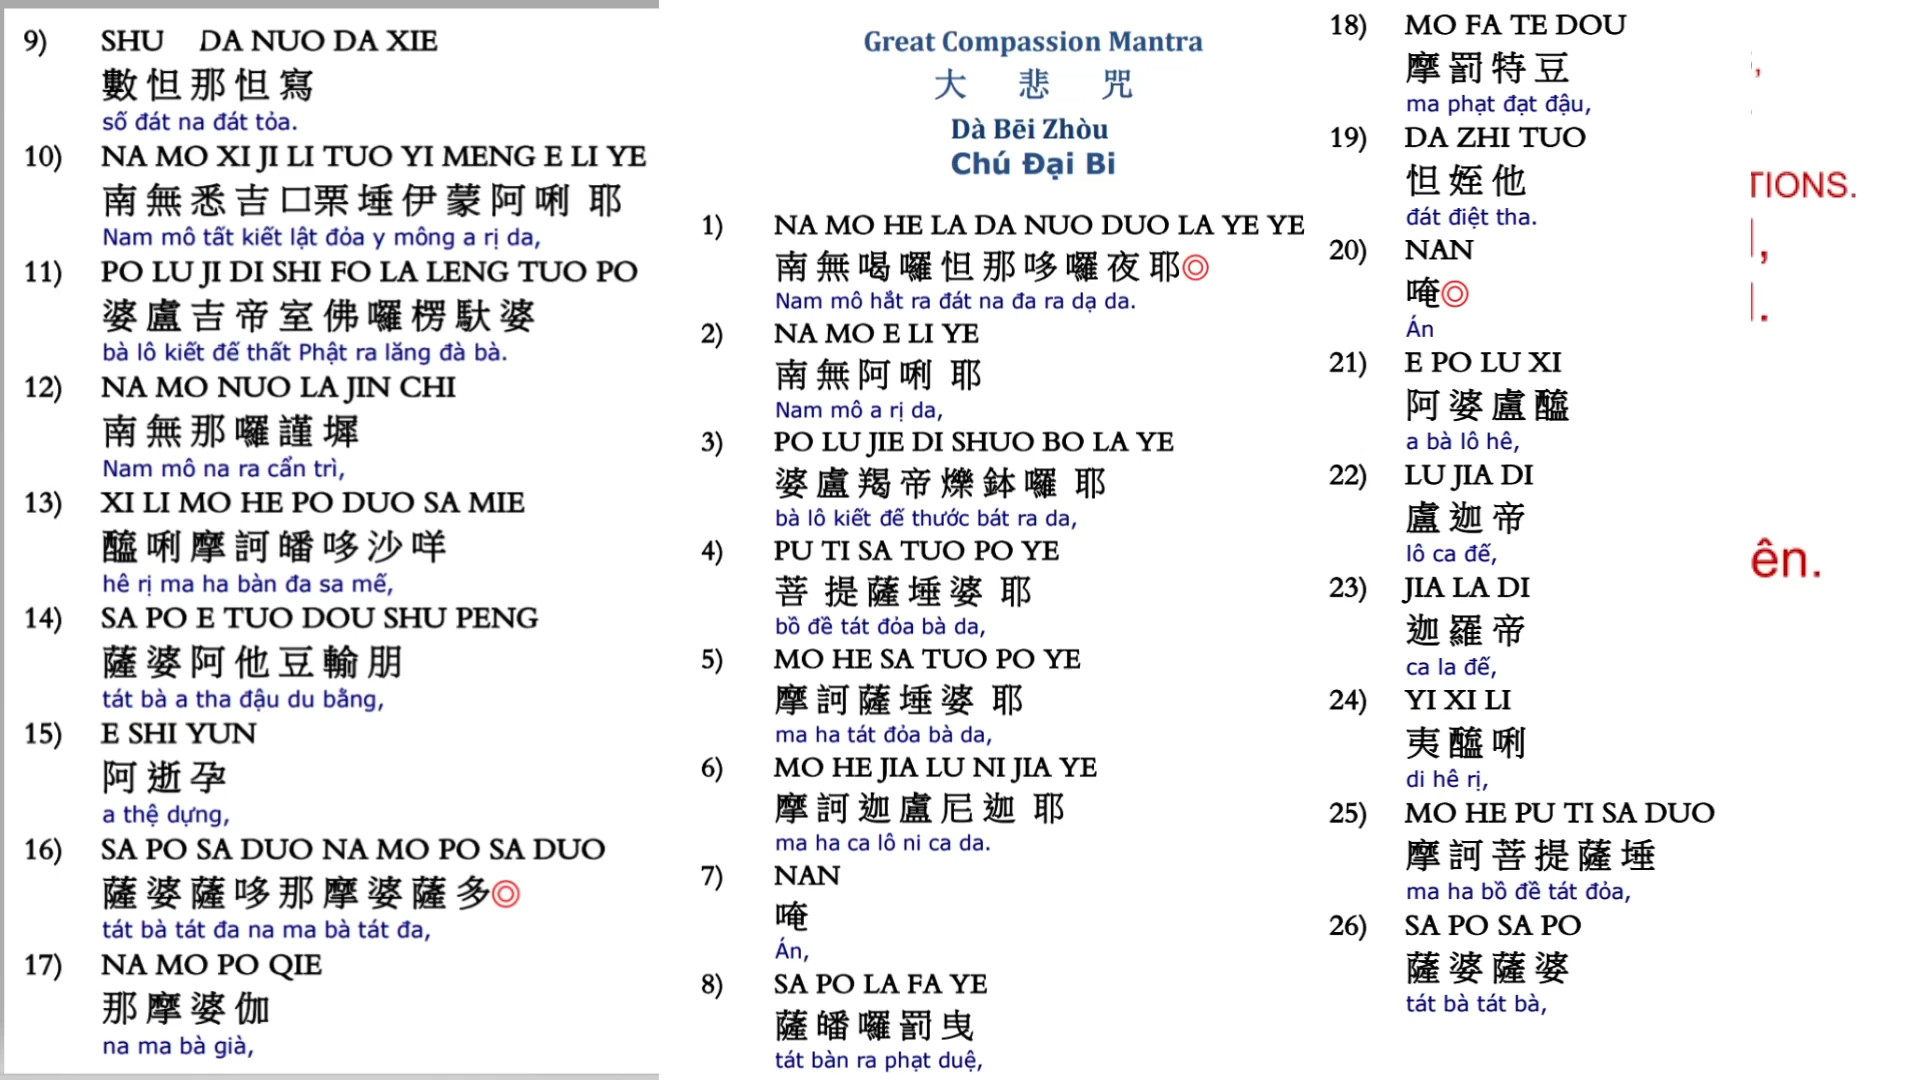 9) SHU DA NUO DA XIE
數怛那怛寫
số đát na đát tỏa.
10) NA MO XI JI LI TUO YI MENG E LI YE
南無悉吉口栗埵伊蒙阿唎 耶
Nam mô tất kiết lật đỏa y mông a rị da,
11) PO LU JI DI SHI FO LA LENG TUO PO
婆盧吉帝室佛囉楞馱婆
bà lô kiết đế thất Phật ra lăng đà bà.
12) NA MO NUO LA JIN CHI
南無那囉謹墀
Nam mô na ra cẩn trì,
13) XI LI MO HE PO DUO SA MIE
醯唎摩訶皤哆沙咩
hê rị ma ha bàn đa sa mế,
14) SA PO E TUO DOU SHU PENG
薩婆阿他豆輸朋
tát bà a tha đậu du bằng,
15) E SHI YUN
阿逝孕
a thệ dựng,
16) SA PO SA DUO NA MO PO SA DUO
薩婆薩哆那摩婆薩多◎
tát bà tát đa na ma bà tát đa,
17) NA MO PO QIE
那摩婆伽
na ma bà già,
Great Compassion Mantra
大 悲 咒
Dà Bēi Zhòu
Chú Đại Bi
1) NA MO HE LA DA NUO DUO LA YE YE
南無喝囉怛那哆囉夜耶◎
Nam mô hắt ra đát na đa ra dạ da.
2) NA MO E LI YE
南無阿唎 耶
Nam mô a rị da,
3) PO LU JIE DI SHUO BO LA YE
婆盧羯帝爍鉢囉 耶
bà lô kiết đế thước bát ra da,
4) PU TI SA TUO PO YE
菩 提薩埵婆 耶
bồ đề tát đỏa bà da,
5) MO HE SA TUO PO YE
摩訶薩埵婆 耶
ma ha tát đỏa bà da,
6) MO HE JIA LU NI JIA YE
摩訶迦盧尼迦 耶
ma ha ca lô ni ca da.
7) NAN
唵
Án,
8) SA PO LA FA YE
薩皤囉罰曳
tát bàn ra phạt duệ,
18) MO FA TE DOU
摩罰特豆
ma phạt đạt đậu,
19) DA ZHI TUO
怛姪他
đát điệt tha.
20) NAN
唵◎
Án
21) E PO LU XI
阿婆盧醯
a bà lô hê,
22) LU JIA DI
盧迦帝
lô ca đế,
23) JIA LA DI
迦羅帝
ca la đế,
24) YI XI LI
夷醯唎
di hê rị,
25) MO HE PU TI SA DUO
摩訶菩提薩埵
ma ha bồ đề tát đỏa,
26) SA PO SA PO
薩婆薩婆
tát bà tát bà,
TIONS.
ên.